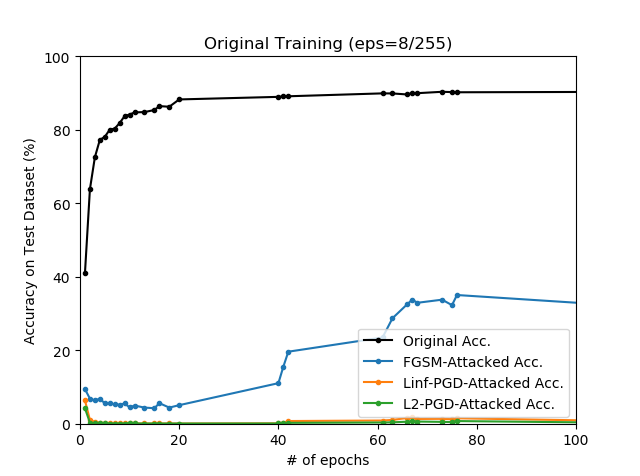 Original Training (eps=8/255)
100
80
60
40
20
0
Accuracy on Test Dataset (%)
Original Acc.
FGSM-Attacked Acc.
Linf-PGD-Attacked Acc.
L2-PGD-Attacked Acc.
0 20 40 60 80 100
# of epochs